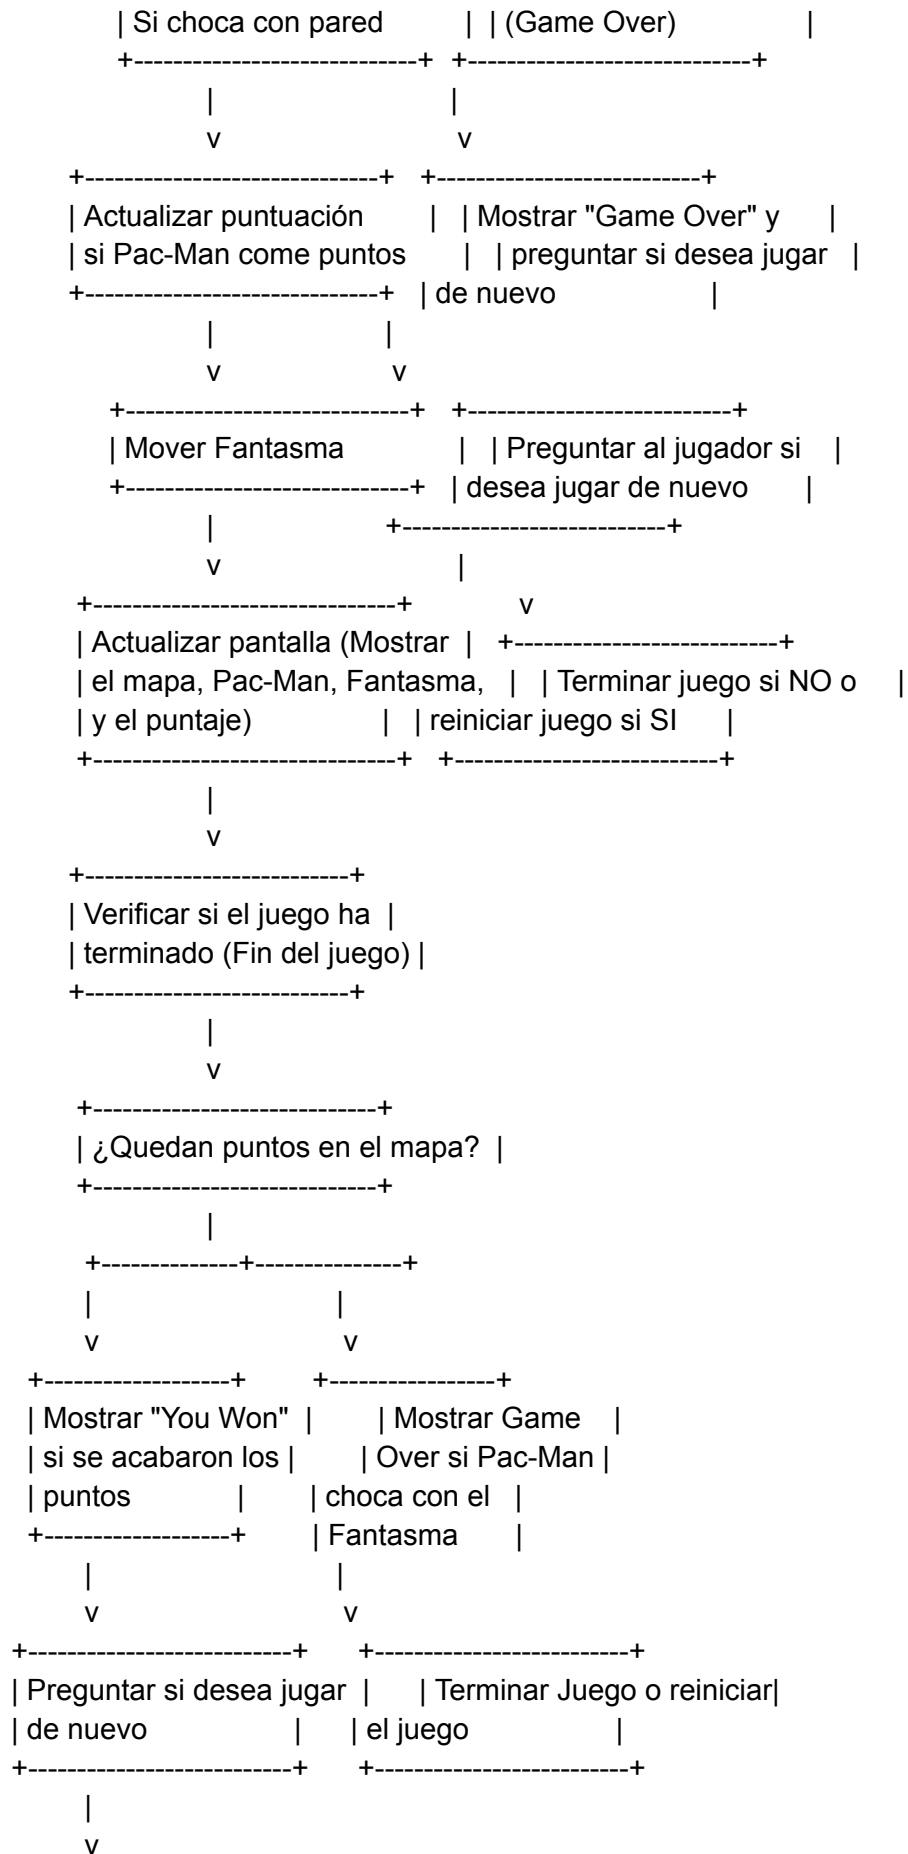 | Si choca con pared | | (Game Over) |
+-----------------------------+ +-----------------------------+
| |
v v
+------------------------------+ +---------------------------+
| Actualizar puntuación | | Mostrar "Game Over" y |
| si Pac-Man come puntos | | preguntar si desea jugar |
+------------------------------+ | de nuevo |
| |
v v
+-----------------------------+ +---------------------------+
| Mover Fantasma | | Preguntar al jugador si |
+-----------------------------+ | desea jugar de nuevo |
| +---------------------------+
v |
+-------------------------------+ v
| Actualizar pantalla (Mostrar | +---------------------------+
| el mapa, Pac-Man, Fantasma, | | Terminar juego si NO o |
| y el puntaje) | | reiniciar juego si SI |
+-------------------------------+ +---------------------------+
|
v
+---------------------------+
| Verificar si el juego ha |
| terminado (Fin del juego) |
+---------------------------+
|
v
+-----------------------------+
| ¿Quedan puntos en el mapa? |
+-----------------------------+
|
+--------------+---------------+
| |
v v
+-------------------+ +-----------------+
| Mostrar "You Won" | | Mostrar Game |
| si se acabaron los | | Over si Pac-Man |
| puntos | | choca con el |
+-------------------+ | Fantasma |
| |
v v
+---------------------------+ +--------------------------+
| Preguntar si desea jugar | | Terminar Juego o reiniciar|
| de nuevo | | el juego |
+---------------------------+ +--------------------------+
|
v